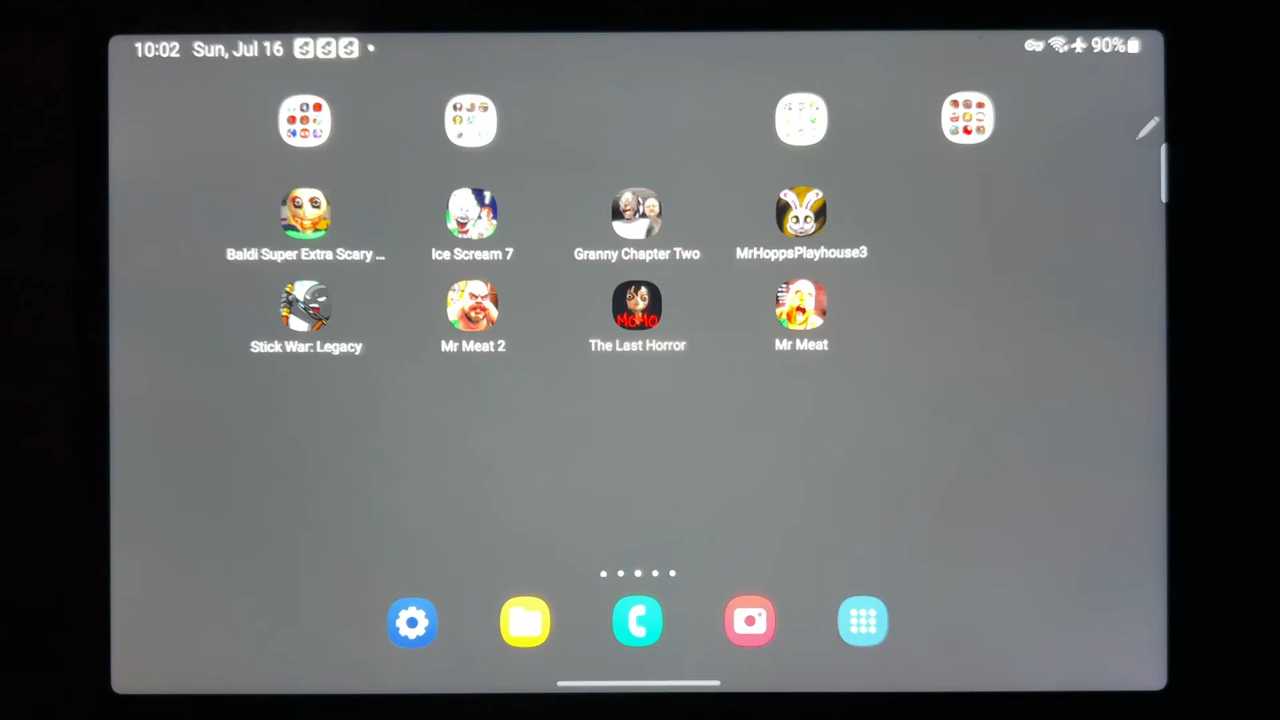 10:02 Sun, Jul 16 90%
Baldi Super Extra Scary ...
Ice Scream 7
Granny Chapter Two
MrHoppsPlayhouse3
MOMO
Stick War: Legacy
Mr Meat 2
The Last Horror
Mr Meat